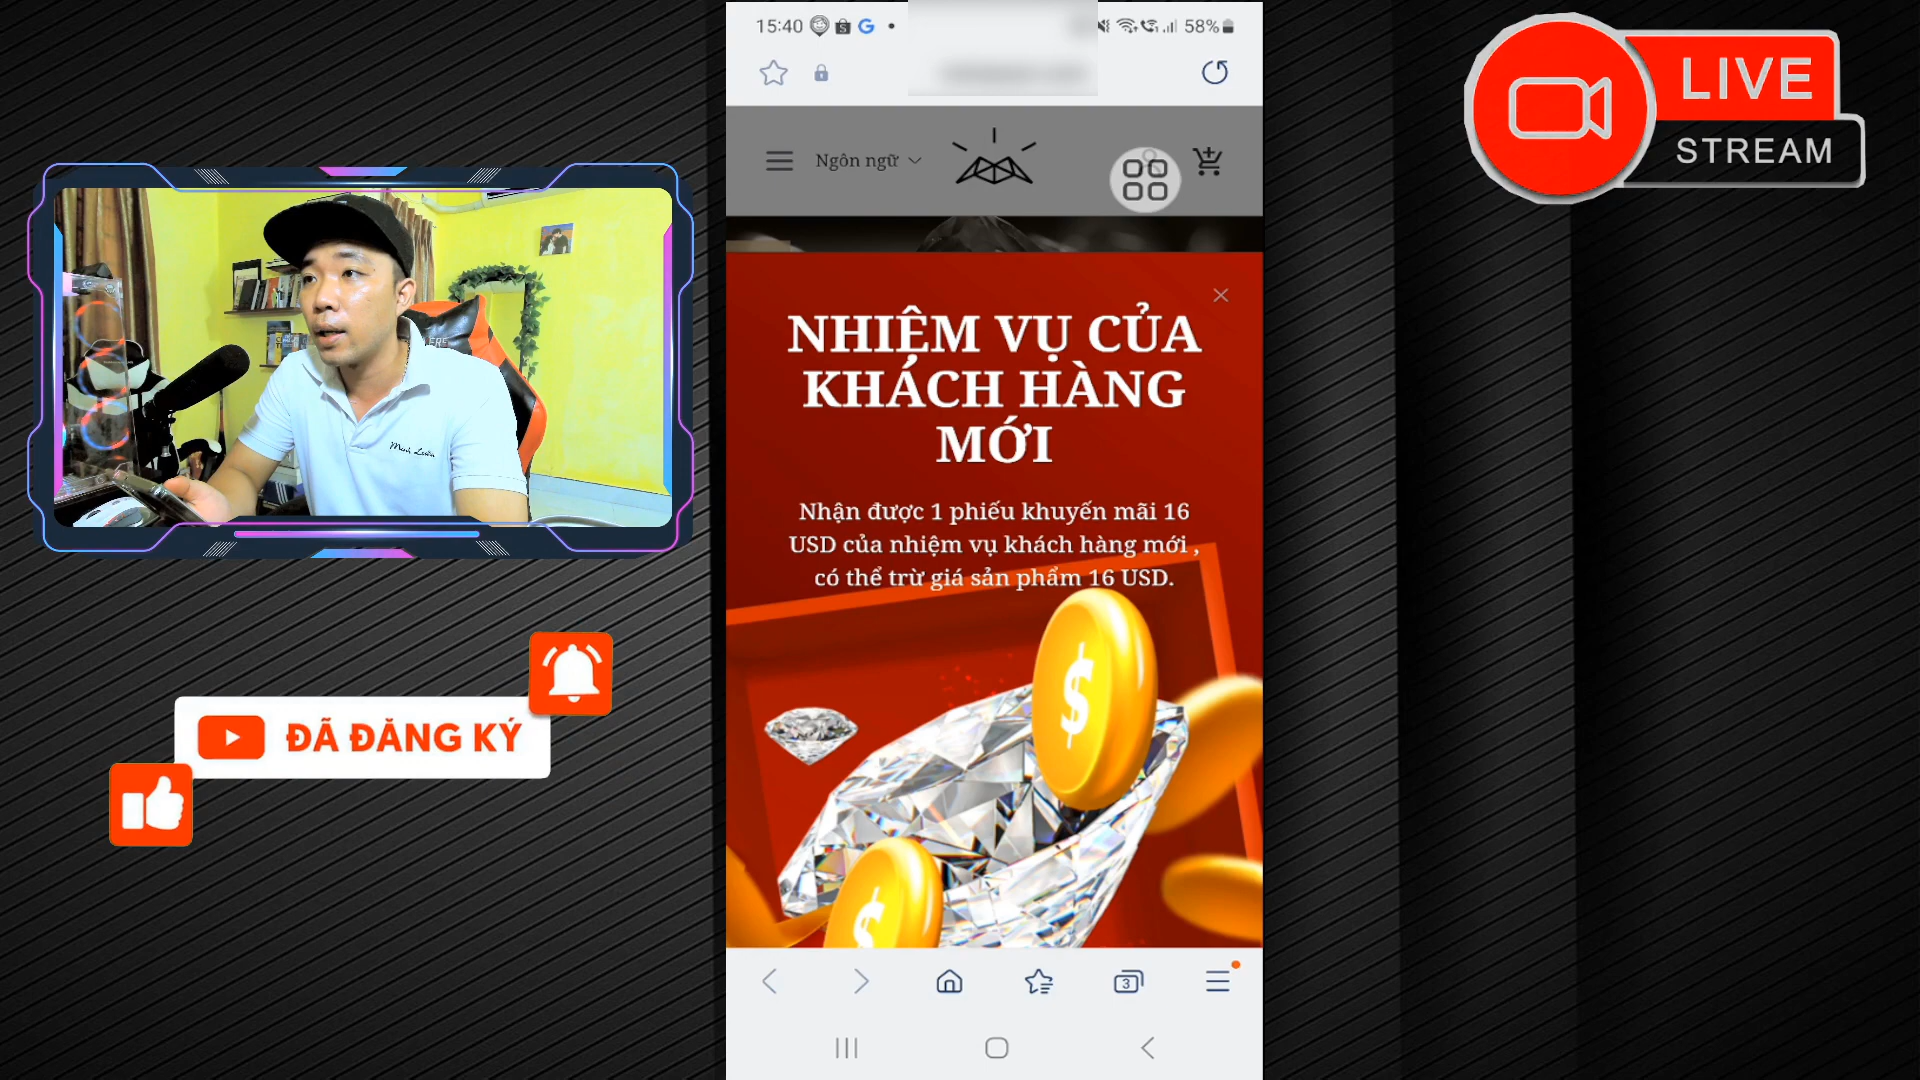 15:40
58%
Ngôn ngữ
LIVE
STREAM
NHIỆM VỤ CỦA
KHÁCH HÀNG
MỚI
Nhận được 1 phiếu khuyến mãi 16
USD của nhiệm vụ khách hàng mới ,
có thể trừ giá sản phẩm 16 USD.
ĐÃ ĐĂNG KÝ
3